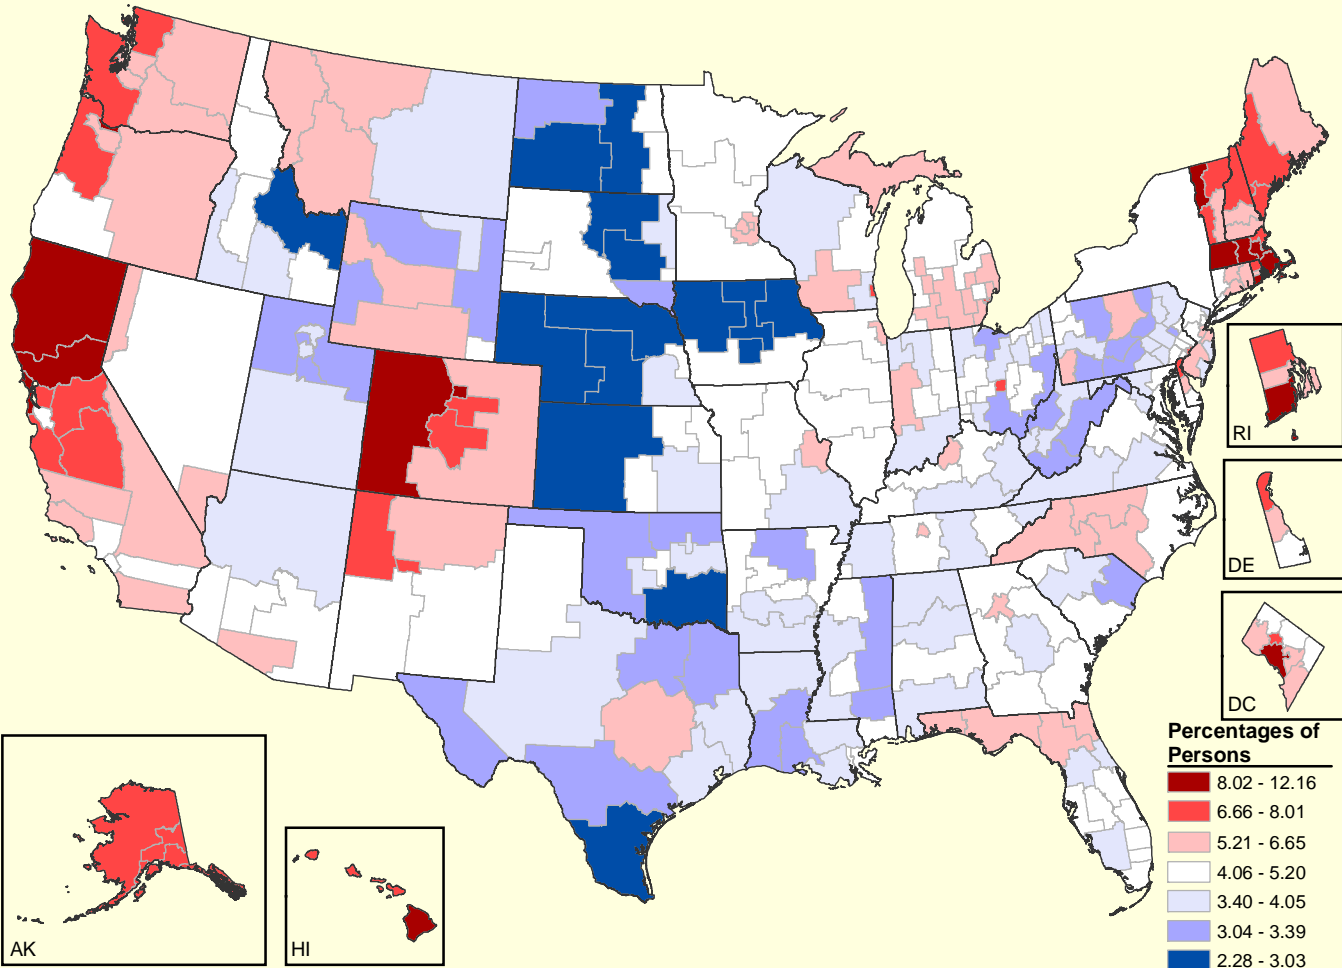 RI
DE
DC
AK
HI
Percentages of
Persons
8.02 - 12.16
6.66 - 8.01
5.21 - 6.65
4.06 - 5.20
3.40 - 4.05
3.04 - 3.39
2.28 - 3.03